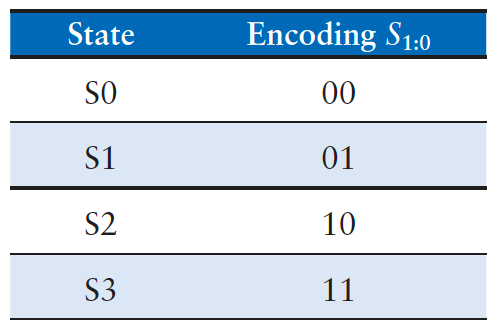 State Encoding S1:0
S0 00
S1 01
S2 10
S3 11